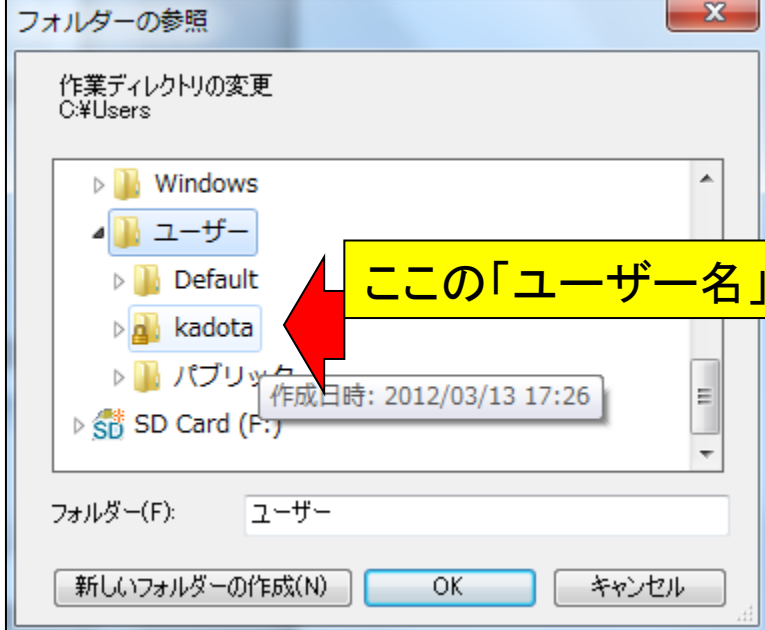 フォルダーの参照
作業ディレクトリの変更
C:¥Users
Windows
ユーザー
Default
ここの「ユーザー名」
kadota
パブリック
作成日時: 2012/03/13 17:26
SD Card (F:)
フォルダー(F):
ユーザー
新しいフォルダーの作成(N)
OK
キャンセル